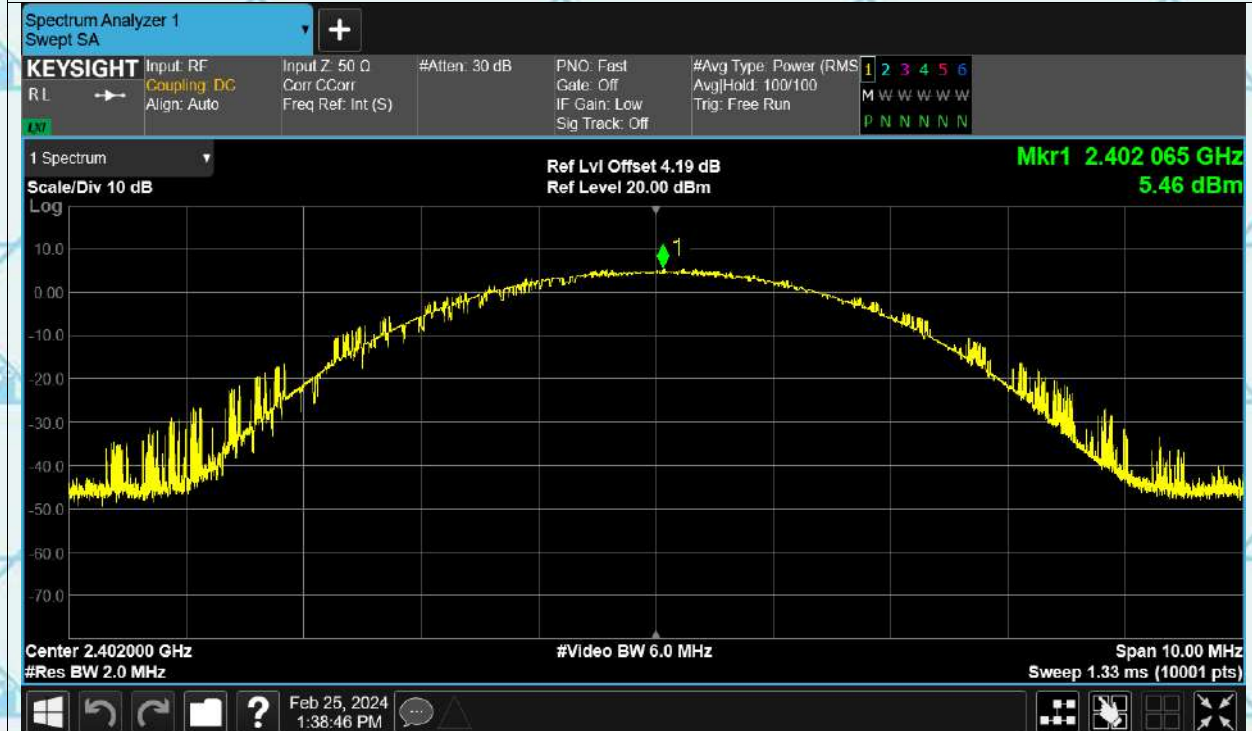 Spectrum Analyzer 1
Swept SA
+
KEYSIGHT
RL
LXI
Input: RF
Coupling: DC
Align: Auto
Input Z: 50 Ω
Corr CCorr
Freq Ref: Int (S)
#Atten: 30 dB
PNO: Fast
Gate: Off
IF Gain: Low
Sig Track: Off
#Avg Type: Power (RMS
Avg|Hold: 100/100
Trig: Free Run
1 2 3 4 5 6
M W W W W W
P N N N N N
1 Spectrum
Scale/Div 10 dB
Ref Lvl Offset 4.19 dB
Ref Level 20.00 dBm
Mkr1 2.402 065 GHz
5.46 dBm
Log
1
10.0
0.00
-10.0
-20.0
-30.0
-40.0
-50.0
-60.0
-70.0
Center 2.402000 GHz
#Res BW 2.0 MHz
#Video BW 6.0 MHz
Span 10.00 MHz
Sweep 1.33 ms (10001 pts)
?
Feb 25, 2024
1:38:46 PM